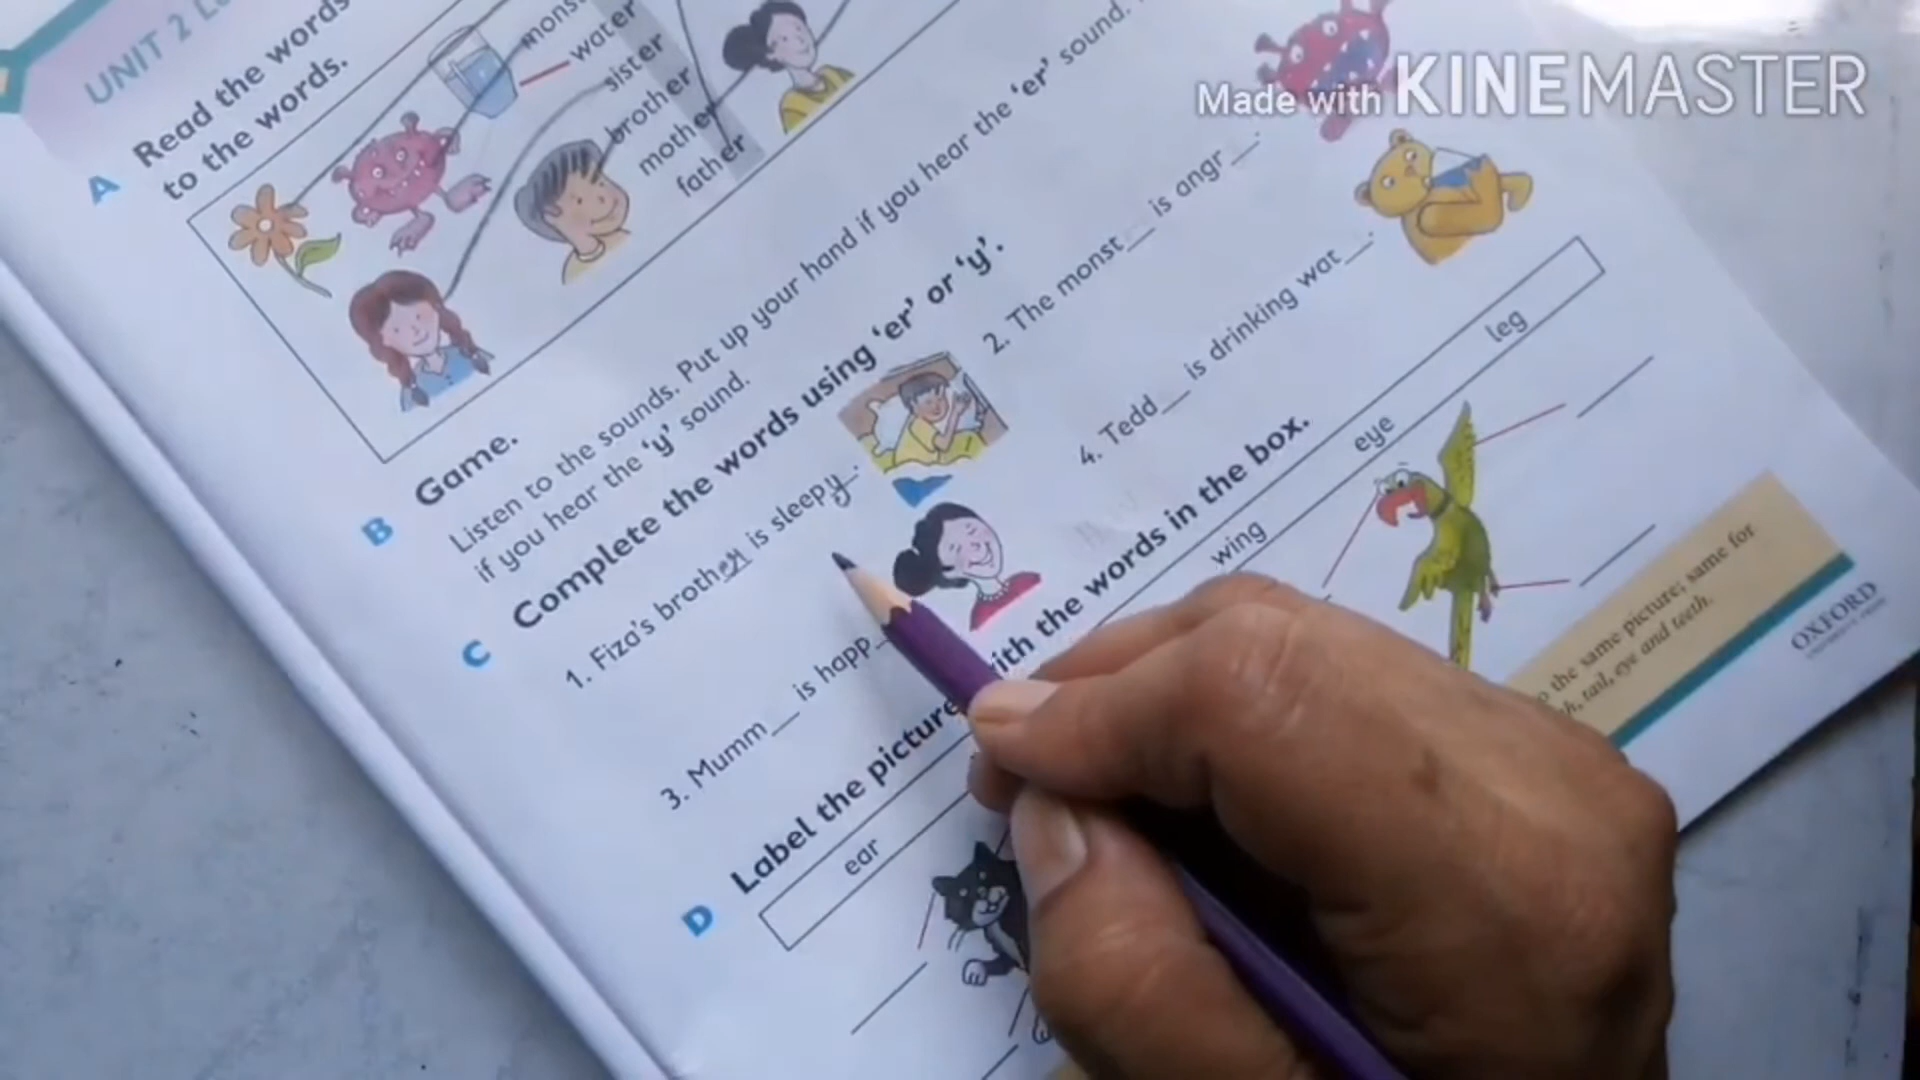 Made with KINEMASTER
UNIT 2
A Read the words
to the words.
water
sister
brother
mother
father
B Game.
Listen to the sounds. Put up your hand if you hear the 'er' sound.
if you hear the 'y' sound.
C Complete the words using 'er' or 'y'.
1. Fiza's brother is sleepy.
2. The monst__ is angr__.
3. Mumm__ is happ__
4. Tedd__ is drinking wat__.
D Label the picture with the words in the box.
ear wing eye leg
the same picture; same for
tail, eye and teeth.
OXFORD